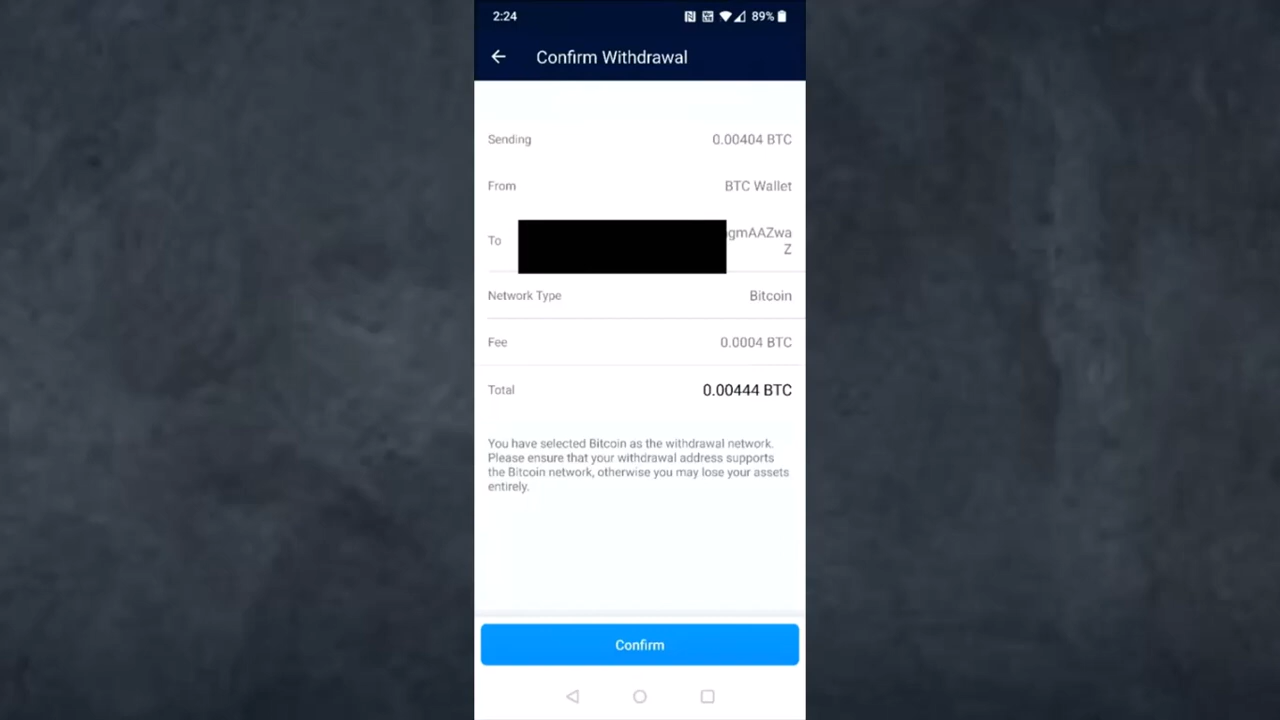 2:24 89%
Confirm Withdrawal
Sending 0.00404 BTC
From BTC Wallet
To gmAAZwa
Z
Network Type Bitcoin
Fee 0.0004 BTC
Total 0.00444 BTC
You have selected Bitcoin as the withdrawal network.
Please ensure that your withdrawal address supports
the Bitcoin network, otherwise you may lose your assets
entirely.
Confirm